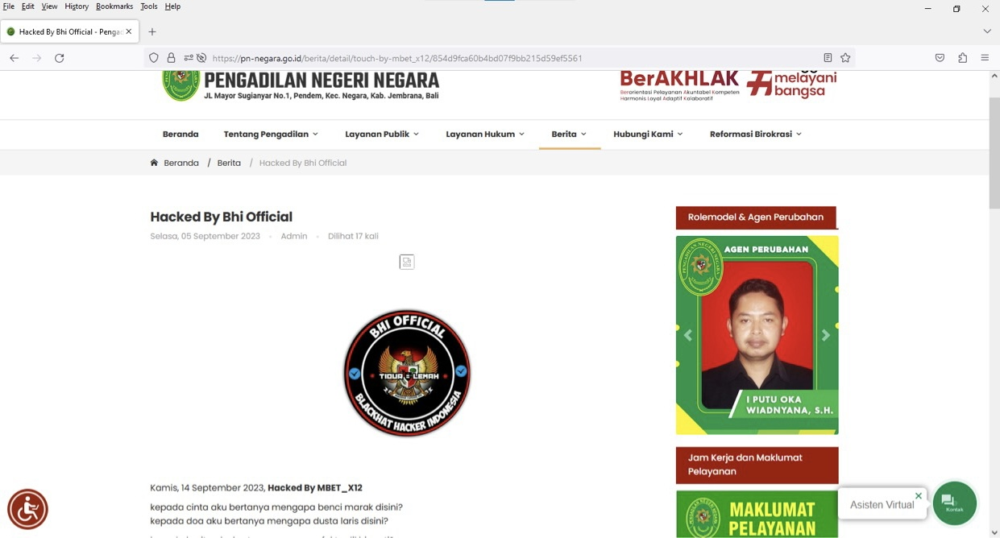 File Edit View History Bookmarks Tools Help
Hacked By Bhi Official - Penga
https://pn-negara.go.id/berita/detail/touch-by-mbet_x12/854d9fca60b4bd07f9bb215d59ef5561
PENGADILAN NEGERI NEGARA
JL Mayor Sugianyar No.1, Pendem, Kec. Negara, Kab. Jembrana, Bali
BerAKHLAK
Berorientasi Pelayanan Akuntabel Kompeten
Harmonis Loyal Adaptif Kolaboratif
#
melayani
bangsa
Beranda Tentang Pengadilan Layanan Publik Layanan Hukum Berita Hubungi Kami Reformasi Birokrasi
Beranda / Berita / Hacked By Bhi Official
Hacked By Bhi Official
Selasa, 05 September 2023 • Admin • Dilihat 17 kali
BHI OFFICIAL
TIDUR = LEMAH
BLACKHAT HACKER INDONESIA
Kamis, 14 September 2023, Hacked By MBET_X12
kepada cinta aku bertanya mengapa benci marak disini?
kepada doa aku bertanya mengapa dusta laris disini?
Rolemodel & Agen Perubahan
AGEN PERUBAHAN
PENGADILAN NEGERI NEGARA
I PUTU OKA
WIADNYANA, S.H.
Jam Kerja dan Maklumat
Pelayanan
MAKLUMAT
PELAYANAN
Asisten Virtual
Kontak